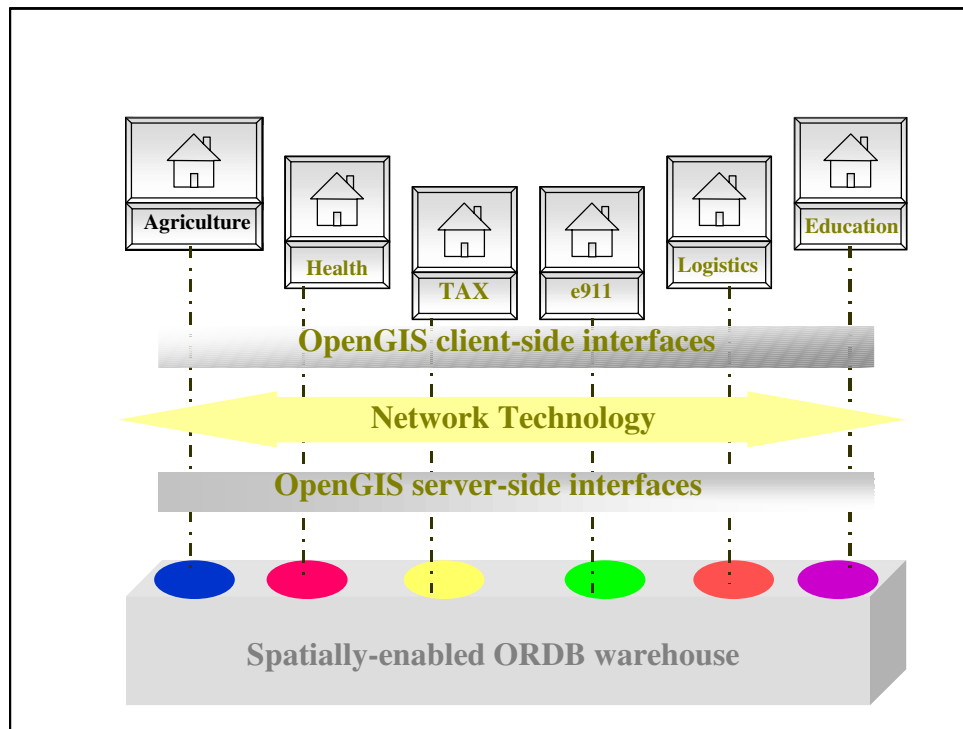 Agriculture
Health
TAX
e911
Logistics
Education
OpenGIS client-side interfaces
Network Technology
OpenGIS server-side interfaces
Spatially-enabled ORDB warehouse